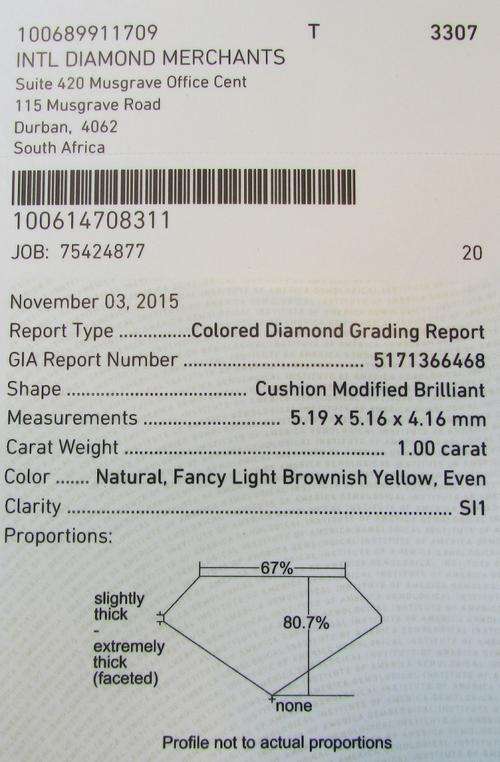 100689911709 T 3307
INTL DIAMOND MERCHANTS
Suite 420 Musgrave Office Cent
115 Musgrave Road
Durban, 4062
South Africa
100614708311
JOB: 75424877 20
November 03, 2015
Report Type ..............Colored Diamond Grading Report
GIA Report Number ................................... 5171366468
Shape ................................... Cushion Modified Brilliant
Measurements ........................... 5.19 x 5.16 x 4.16 mm
Carat Weight .................................................... 1.00 carat
Color ....... Natural, Fancy Light Brownish Yellow, Even
Clarity ........................................................................ SI1
Proportions:
67%
slightly
thick
-
extremely
thick
(faceted)
80.7%
none
Profile not to actual proportions